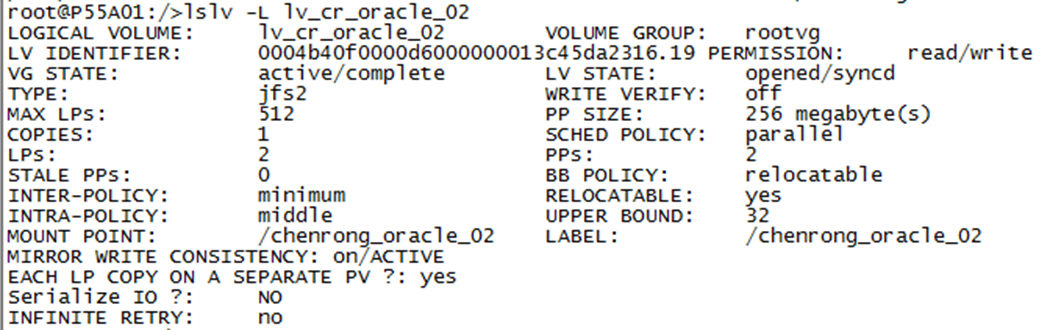 root@P55A01:/>lslv -L lv_cr_oracle_02
LOGICAL VOLUME:     lv_cr_oracle_02        VOLUME GROUP:   rootvg
LV IDENTIFIER:      0004b40f0000d6000000013c45da2316.19 PERMISSION:     read/write
VG STATE:           active/complete        LV STATE:       opened/syncd
TYPE:               jfs2                   WRITE VERIFY:   off
MAX LPs:            512                    PP SIZE:        256 megabyte(s)
COPIES:             1                      SCHED POLICY:   parallel
LPs:                2                      PPs:            2
STALE PPs:          0                      BB POLICY:      relocatable
INTER-POLICY:       minimum                RELOCATABLE:    yes
INTRA-POLICY:       middle                 UPPER BOUND:    32
MOUNT POINT:        /chenrong_oracle_02    LABEL:          /chenrong_oracle_02
MIRROR WRITE CONSISTENCY: on/ACTIVE
EACH LP COPY ON A SEPARATE PV ?: yes
Serialize IO ?:     NO
INFINITE RETRY:     no